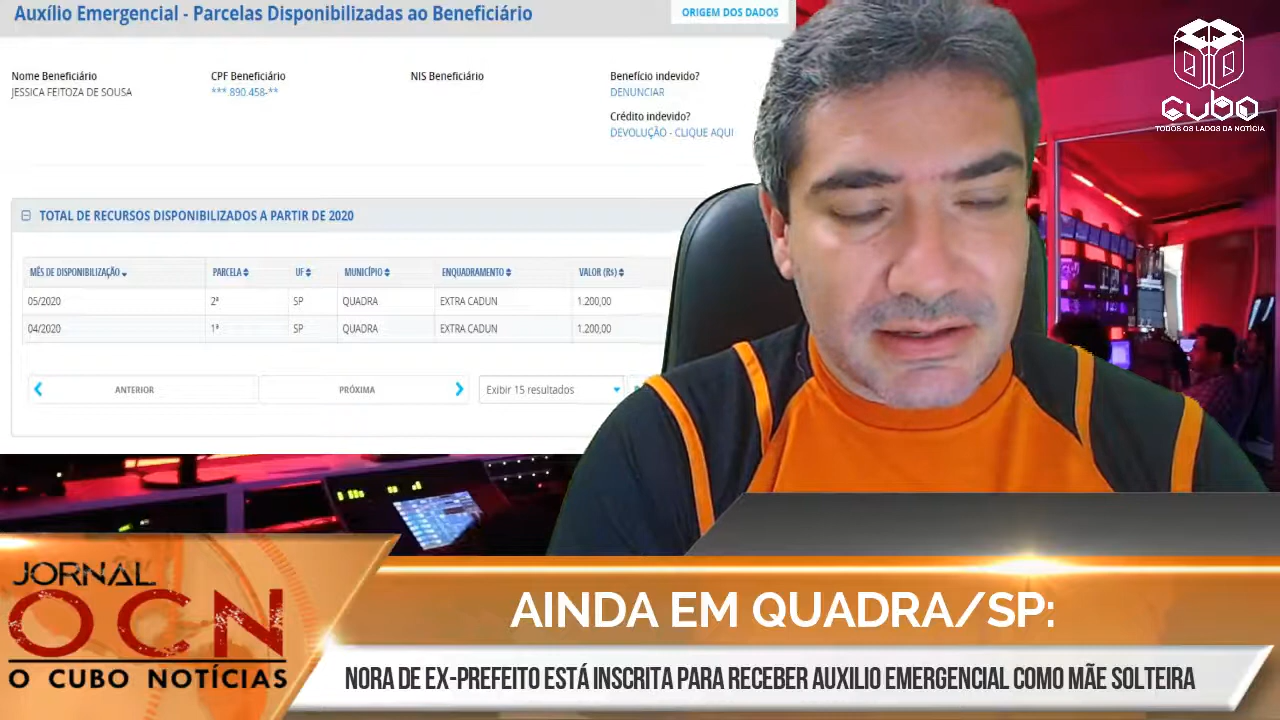 Auxílio Emergencial - Parcelas Disponibilizadas ao Beneficiário
ORIGEM DOS DADOS
Nome Beneficiário CPF Beneficiário NIS Beneficiário Benefício indevido?
JESSICA FEITOZA DE SOUSA ***.890.458-** DENUNCIAR
Crédito indevido?
DEVOLUÇÃO - CLIQUE AQUI
TOTAL DE RECURSOS DISPONIBILIZADOS A PARTIR DE 2020
MÊS DE DISPONIBILIZAÇÃO PARCELA UF MUNICÍPIO ENQUADRAMENTO VALOR (R$)
05/2020 2ª SP QUADRA EXTRA CADUN 1.200,00
04/2020 1ª SP QUADRA EXTRA CADUN 1.200,00
ANTERIOR PRÓXIMA Exibir 15 resultados
CUBO
TODOS OS LADOS DA NOTÍCIA
JORNAL
OCN
O CUBO NOTÍCIAS
AINDA EM QUADRA/SP:
NORA DE EX-PREFEITO ESTÁ INSCRITA PARA RECEBER AUXILIO EMERGENCIAL COMO MÃE SOLTEIRA